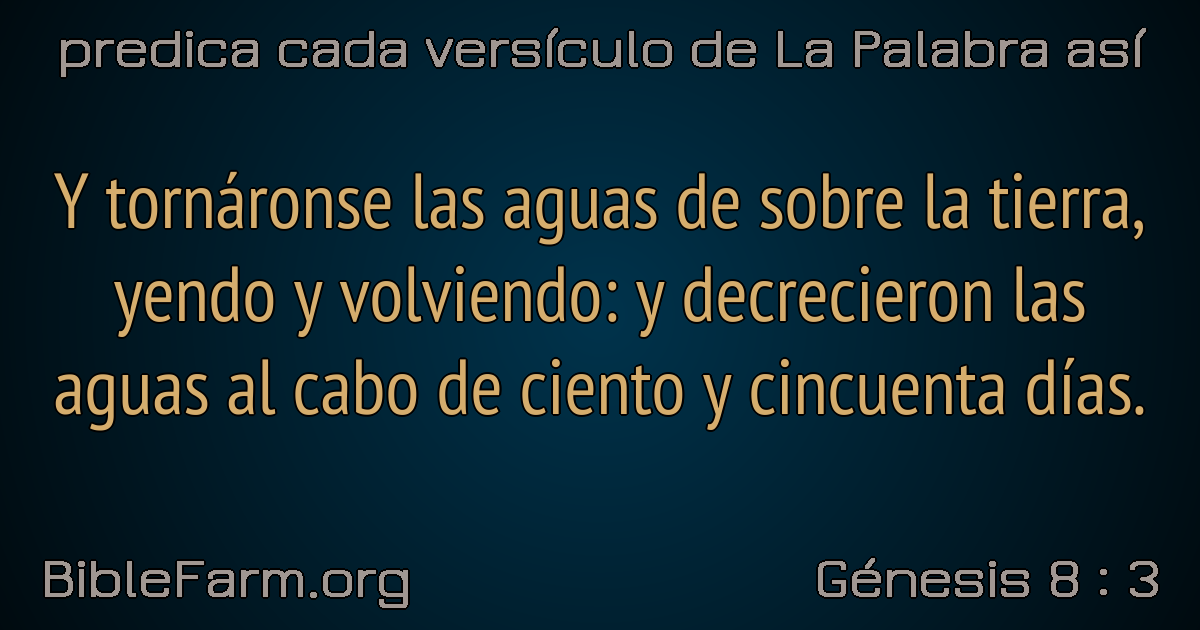 predica cada versículo de La Palabra así
Y tornáronse las aguas de sobre la tierra,
yendo y volviendo: y decrecieron las
aguas al cabo de ciento y cincuenta días.
BibleFarm.org
Génesis 8 : 3